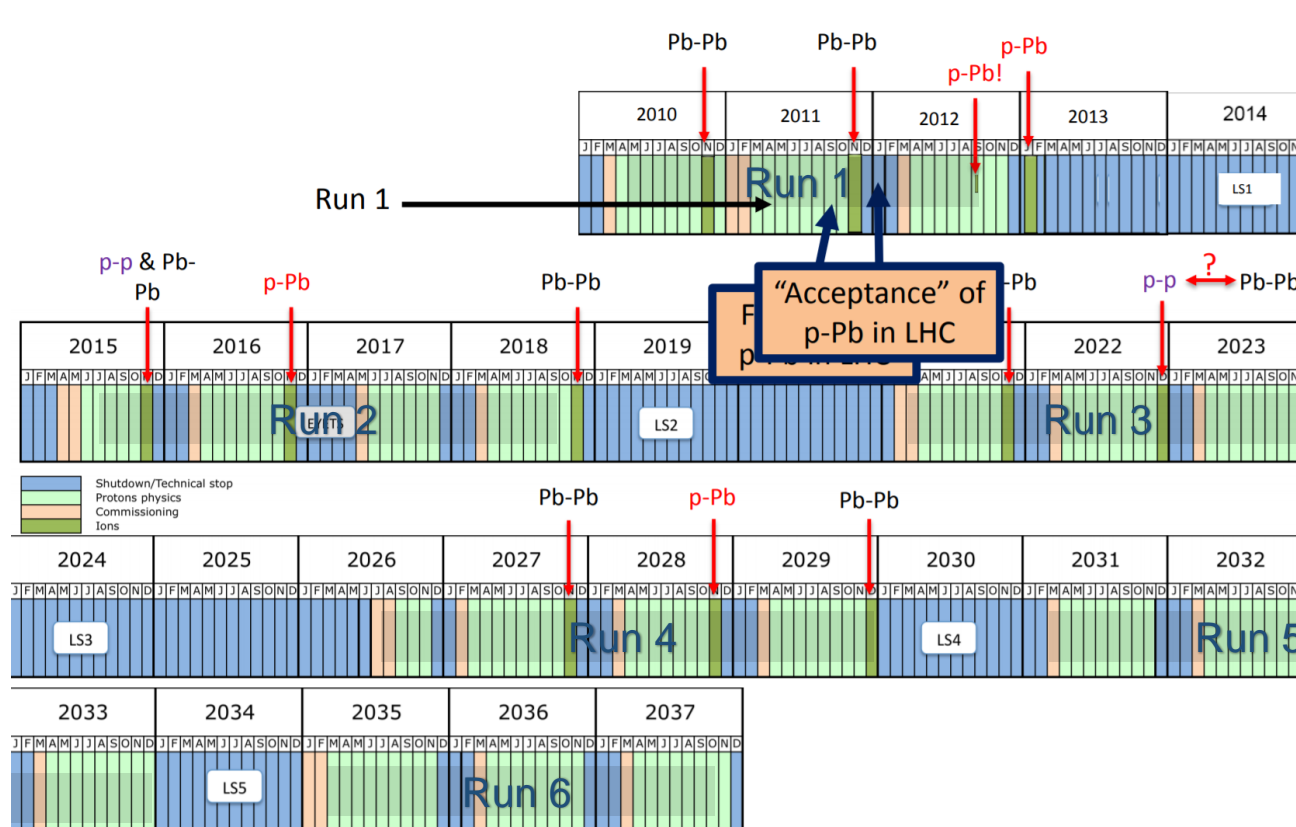 Pb-Pb Pb-Pb p-Pb
p-Pb!
2010 2011 2012 2013 2014
J F M A M J J A S O N D J F M A M J J A S O N D J F M A M J J A S O N D J F M A M J J A S O N D J F M A M J J A S O N
Run 1
Run 1
LS1
p-p & Pb-
Pb
p-Pb
Pb-Pb
"Acceptance" of
p-Pb in LHC
-Pb
p-p ? Pb-Pb
2015 2016 2017 2018 2019 2022 2023
J F M A M J J A S O N D J F M A M J J A S O N D J F M A M J J A S O N D J F M A M J J A S O N D J F M A M J J A S O A M J J A S O N D J F M A M J J A S O N D J F M A M J J A S O N
Run 2
EYETS
LS2
Run 3
Shutdown/Technical stop
Protons physics
Commissioning
Ions
Pb-Pb p-Pb Pb-Pb
2024 2025 2026 2027 2028 2029 2030 2031 2032
J F M A M J J A S O N D J F M A M J J A S O N D J F M A M J J A S O N D J F M A M J J A S O N D J F M A M J J A S O N D J F M A M J J A S O N D J F M A M J J A S O N D J F M A M J J A S O N D J F M A M J J A S O N
LS3
Run 4
LS4
Run 5
2033 2034 2035 2036 2037
J F M A M J J A S O N D J F M A M J J A S O N D J F M A M J J A S O N D J F M A M J J A S O N D J F M A M J J A S O N D
LS5
Run 6